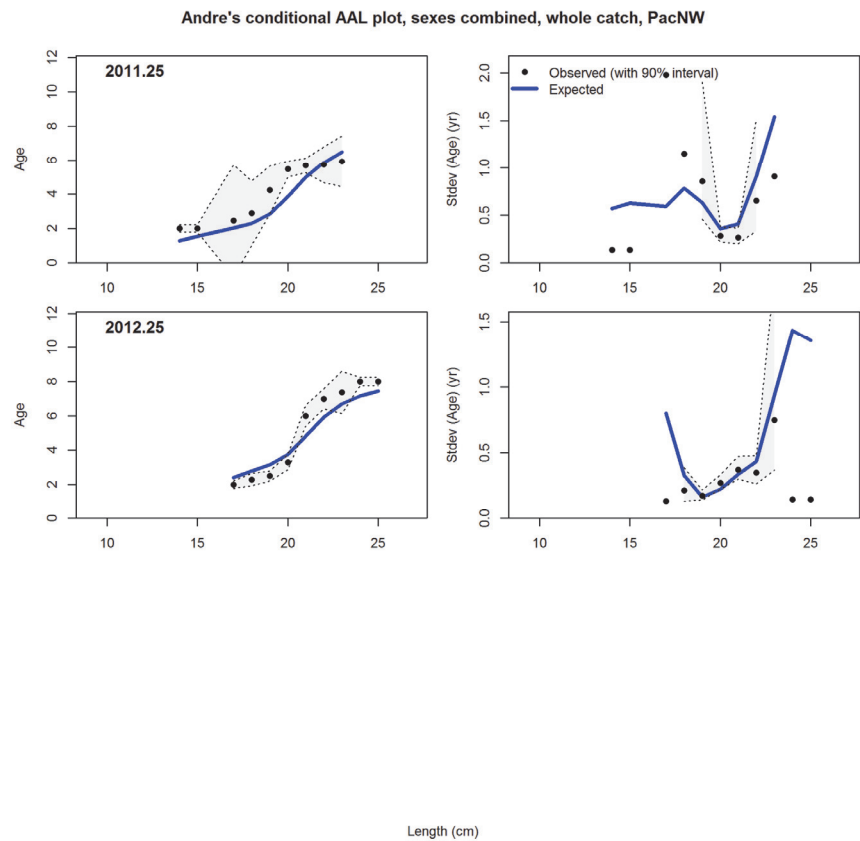 Andre's conditional AAL plot, sexes combined, whole catch, PacNW
2011.25
Age
0 2 4 6 8 10 12
10 15 20 25
Observed (with 90% interval)
Expected
Stdev (Age) (yr)
0.0 0.5 1.0 1.5 2.0
10 15 20 25
2012.25
Age
0 2 4 6 8 10 12
10 15 20 25
Stdev (Age) (yr)
0.0 0.5 1.0 1.5
10 15 20 25
Length (cm)